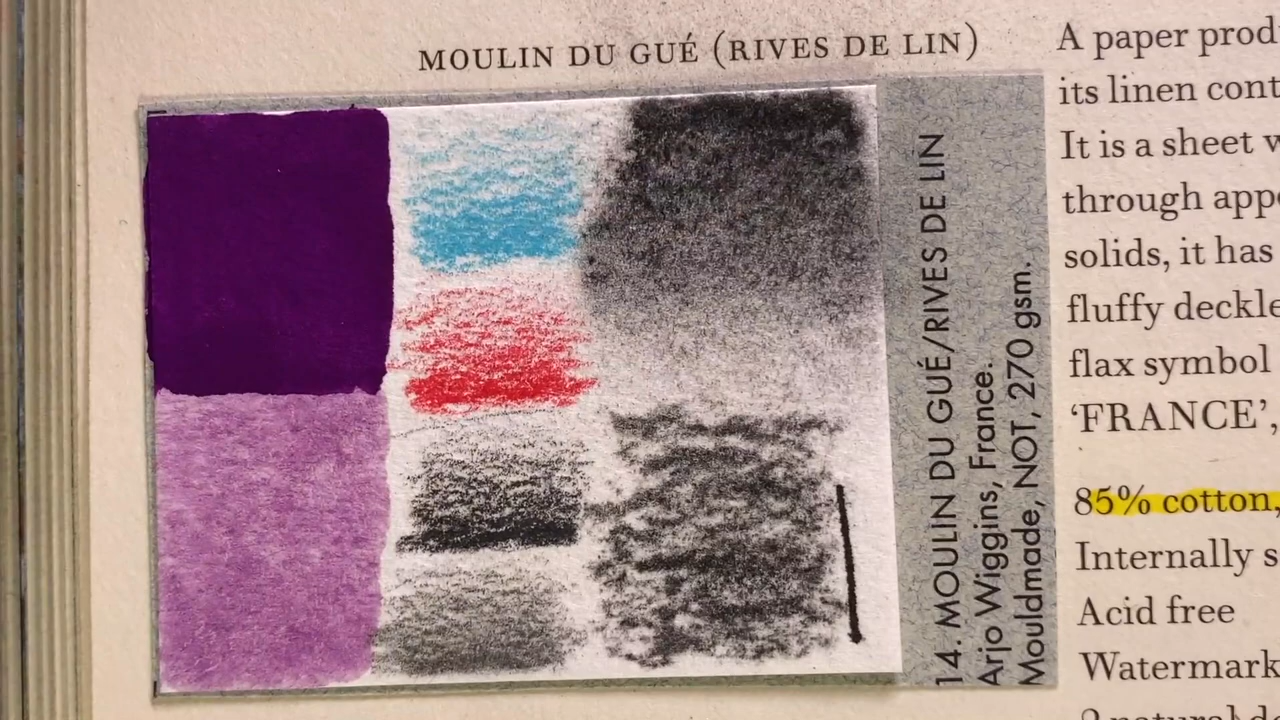 MOULIN DU GUÉ (RIVES DE LIN)
14. MOULIN DU GUÉ/RIVES DE LIN
Arjo Wiggins, France.
Mouldmade, NOT, 270 gsm.
A paper prod
its linen cont
It is a sheet w
through appe
solids, it has
fluffy deckle
flax symbol
‘FRANCE’,
85% cotton,
Internally s
Acid free
Watermark